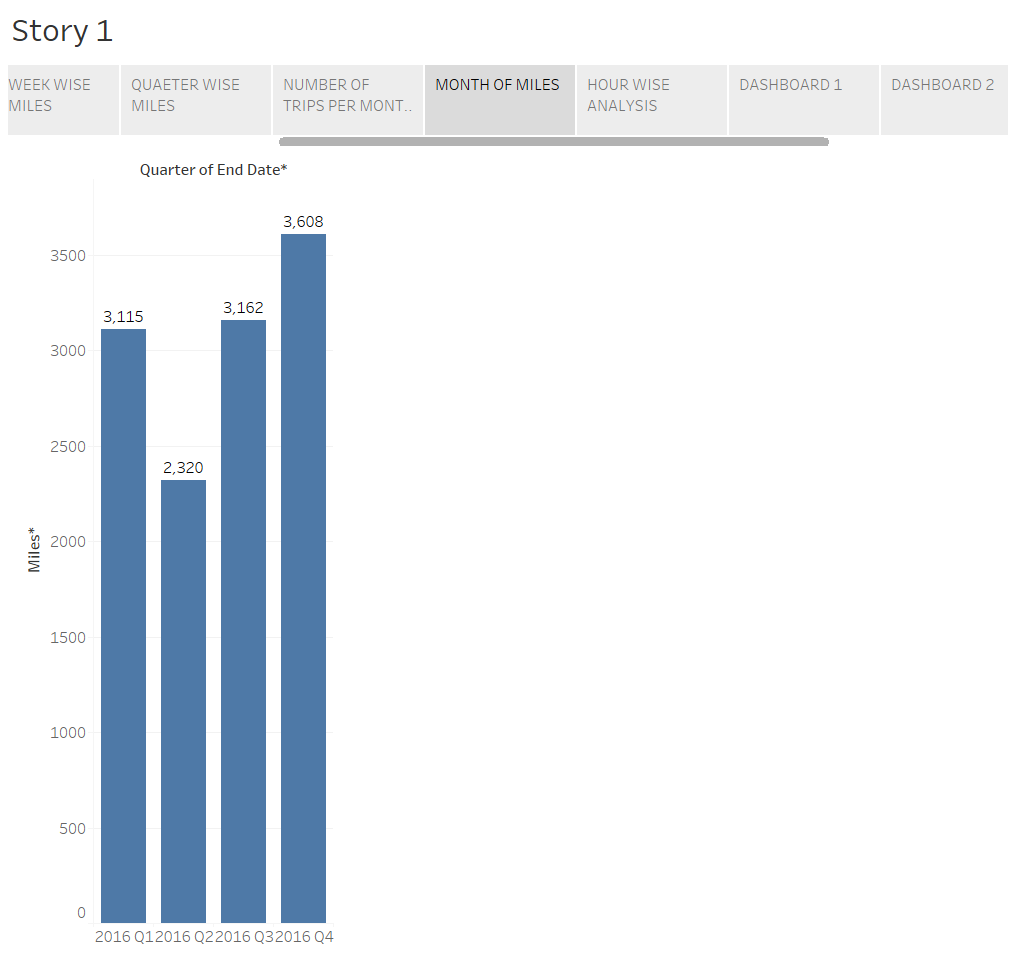 Story 1
WEEK WISE
MILES
QUAETER WISE
MILES
NUMBER OF
TRIPS PER MONT..
MONTH OF MILES
HOUR WISE
ANALYSIS
DASHBOARD 1
DASHBOARD 2
Quarter of End Date*
3,608
3500
3,162
3,115
3000
2500
2,320
Miles*
2000
1500
1000
500
0
2016 Q1 2016 Q2 2016 Q3 2016 Q4